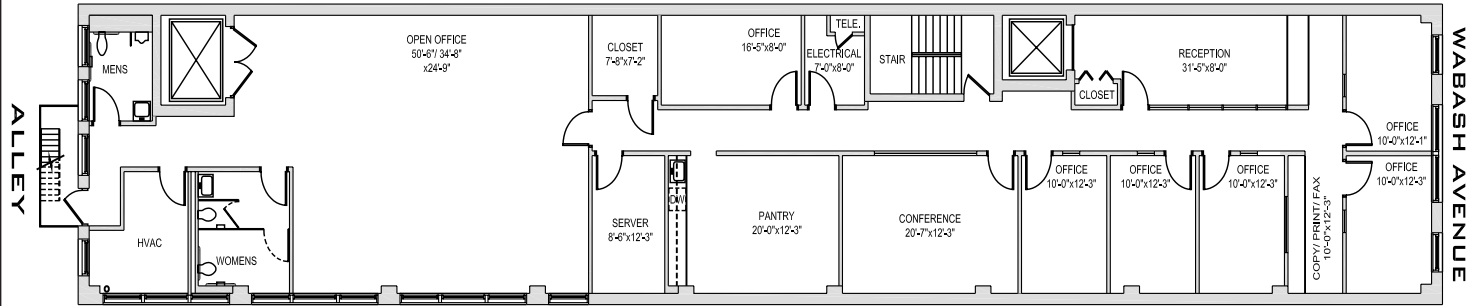 ALLEY
MENS
OPEN OFFICE
50'-6"/ 34'-8"
x24'-9"
CLOSET
7'-8"x7'-2"
OFFICE
16'-5"x8'-0"
TELE.
ELECTRICAL
7'-0"x8'-0"
STAIR
CLOSET
RECEPTION
31'-5"x8'-0"
OFFICE
10'-0"x12'-1"
OFFICE
10'-0"x12'-3"
HVAC
WOMENS
SERVER
8'-6"x12'-3"
DW
PANTRY
20'-0"x12'-3"
CONFERENCE
20'-7"x12'-3"
OFFICE
10'-0"x12'-3"
OFFICE
10'-0"x12'-3"
OFFICE
10'-0"x12'-3"
COPY/ PRINT/ FAX
10'-0"x12'-3"
WABASH AVENUE